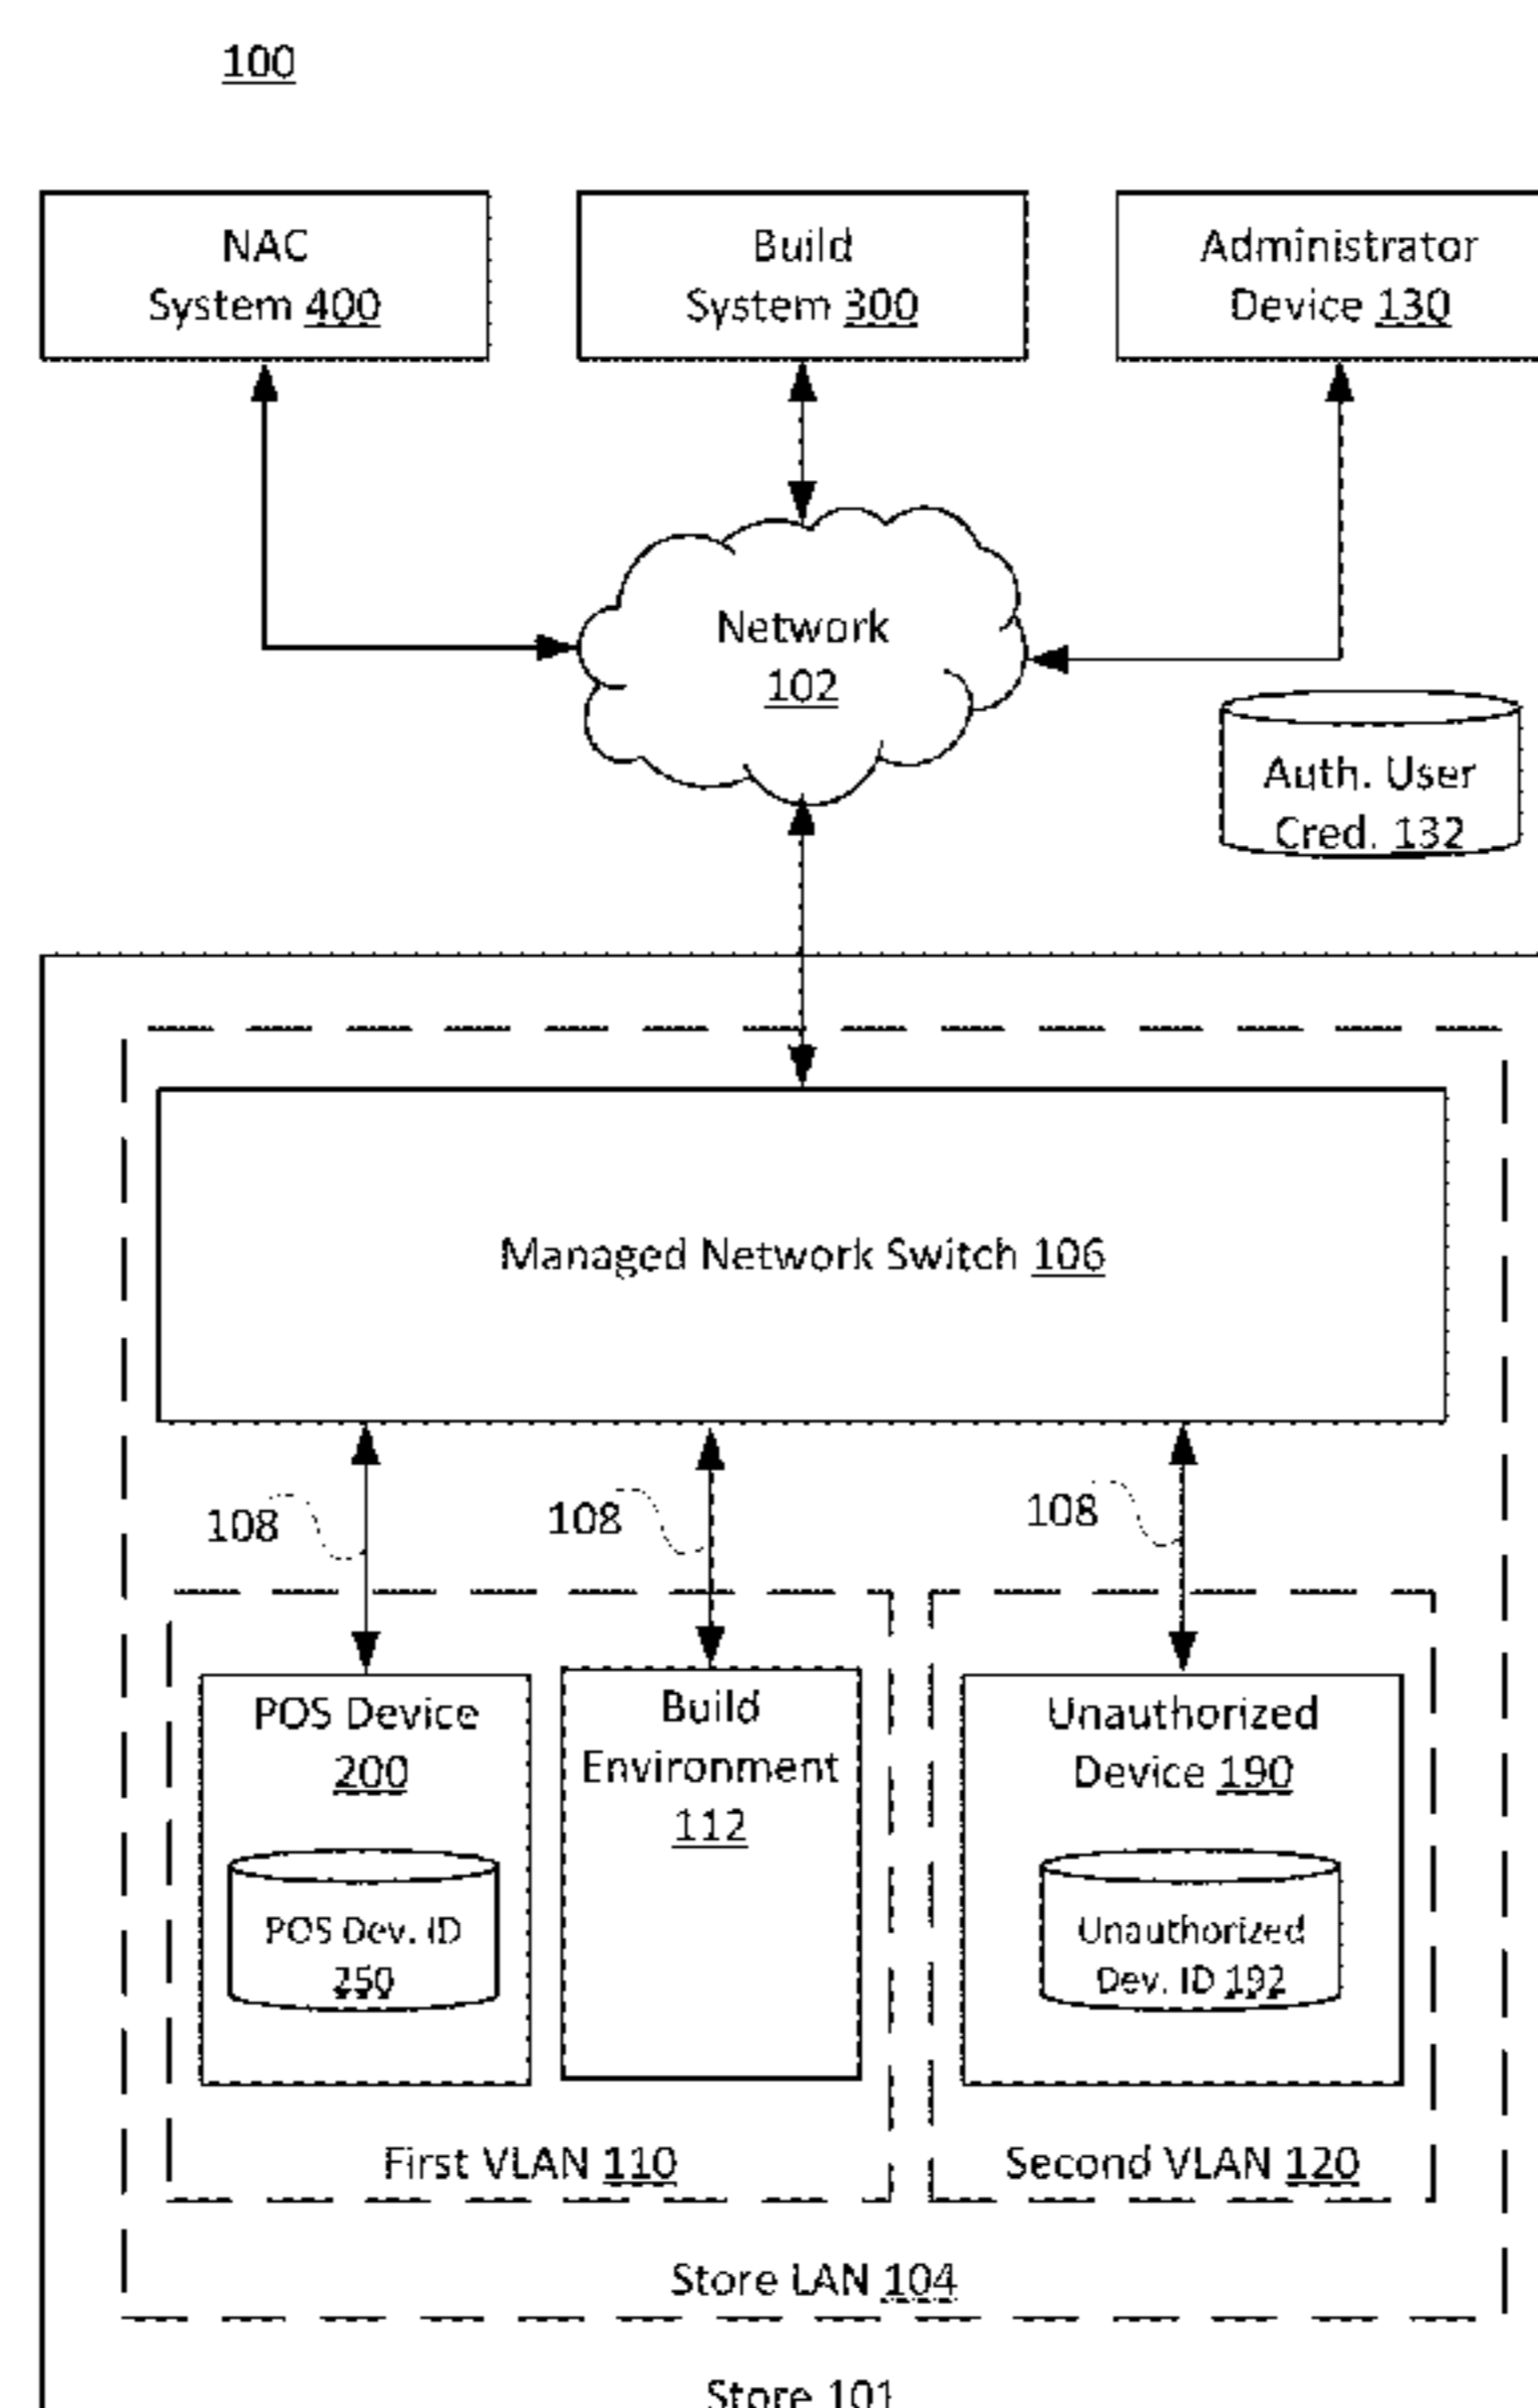 100
NAC
System 400
Build
System 300
Administrator
Device 130
Network
102
Auth. User
Cred. 132
Managed Network Switch 106
108
108
108
POS Device
200
POS Dev. ID
250
Build
Environment
112
Unauthorized
Device 190
Unauthorized
Dev. ID 192
First VLAN 110
Second VLAN 120
Store LAN 104
Store 101